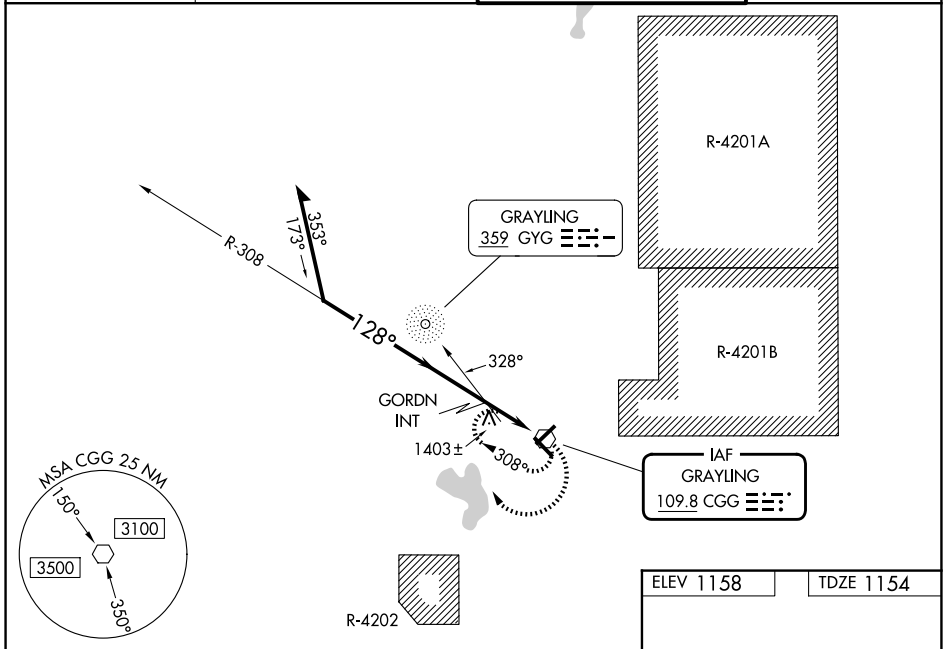 R-4201A
GRAYLING
359 GYG
353°
173°
R-308
128°
R-4201B
328°
GORDN
INT
1403±
308°
IAF
GRAYLING
109.8 CGG
MSA CGG 25 NM
150°
3100
3500
350°
R-4202
ELEV 1158
TDZE 1154